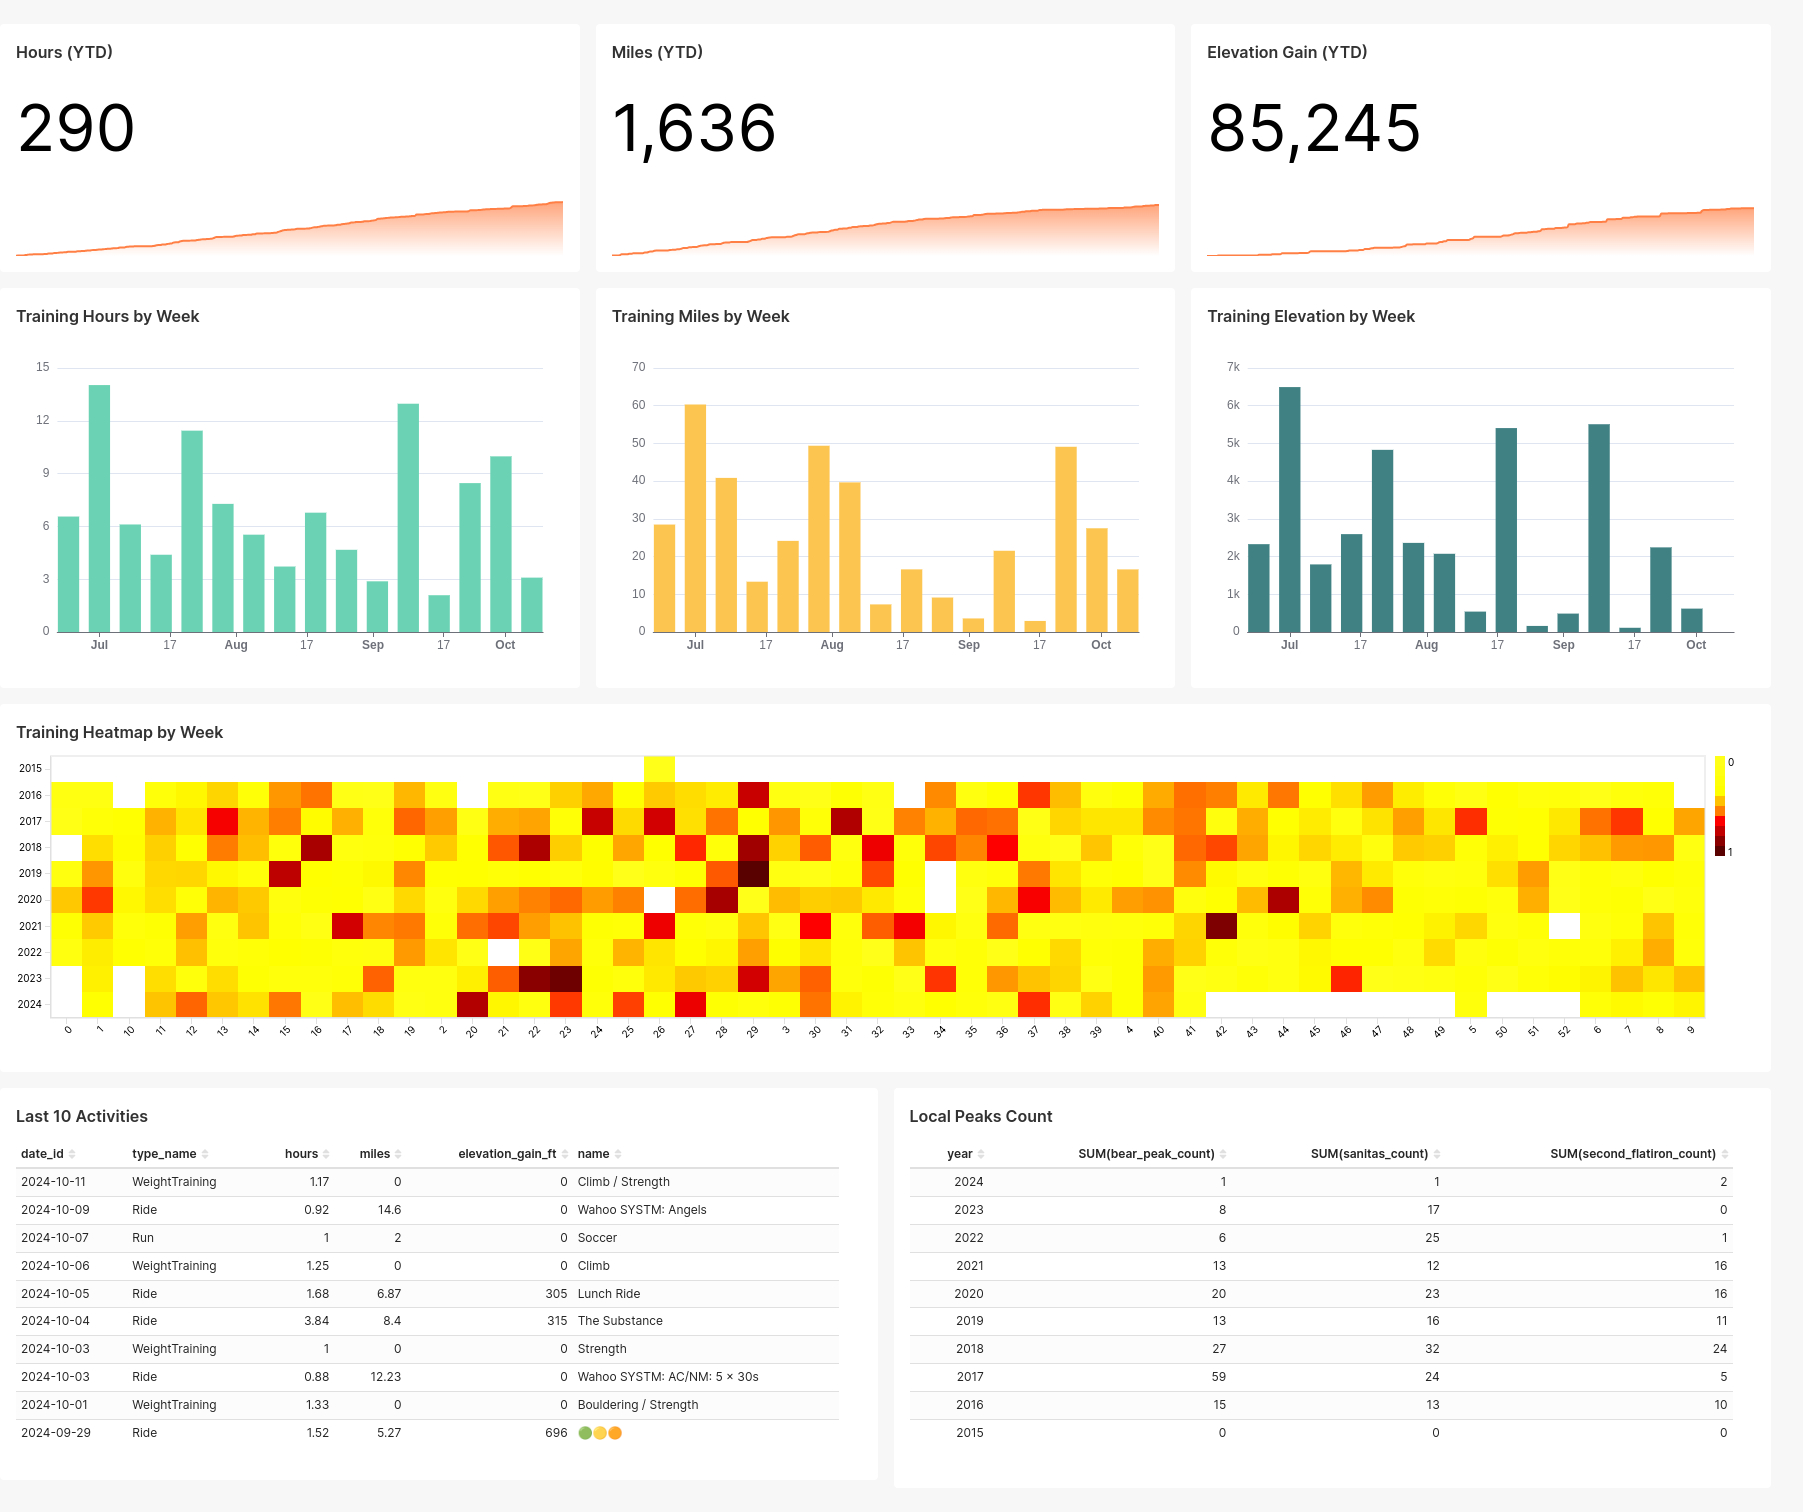 Hours (YTD)
290
Miles (YTD)
1,636
Elevation Gain (YTD)
85,245
Training Hours by Week
15
12
9
6
3
0
Jul 17 Aug 17 Sep 17 Oct
Training Miles by Week
70
60
50
40
30
20
10
0
Jul 17 Aug 17 Sep 17 Oct
Training Elevation by Week
7k
6k
5k
4k
3k
2k
1k
0
Jul 17 Aug 17 Sep 17 Oct
Training Heatmap by Week
2015
2016
2017
2018
2019
2020
2021
2022
2023
2024
0 1 10 11 12 13 14 15 16 17 18 19 2 20 21 22 23 24 25 26 27 28 29 3 30 31 32 33 34 35 36 37 38 39 4 40 41 42 43 44 45 46 47 48 49 5 50 51 52 6 7 8 9
0
1
Last 10 Activities
date_id type_name hours miles elevation_gain_ft name
2024-10-11 WeightTraining 1.17 0 0 Climb / Strength
2024-10-09 Ride 0.92 14.6 0 Wahoo SYSTM: Angels
2024-10-07 Run 1 2 0 Soccer
2024-10-06 WeightTraining 1.25 0 0 Climb
2024-10-05 Ride 1.68 6.87 305 Lunch Ride
2024-10-04 Ride 3.84 8.4 315 The Substance
2024-10-03 WeightTraining 1 0 0 Strength
2024-10-03 Ride 0.88 12.23 0 Wahoo SYSTM: AC/NM: 5 × 30s
2024-10-01 WeightTraining 1.33 0 0 Bouldering / Strength
2024-09-29 Ride 1.52 5.27 696 🟢🟡🟠
Local Peaks Count
year SUM(bear_peak_count) SUM(sanitas_count) SUM(second_flatiron_count)
2024 1 1 2
2023 8 17 0
2022 6 25 1
2021 13 12 16
2020 20 23 16
2019 13 16 11
2018 27 32 24
2017 59 24 5
2016 15 13 10
2015 0 0 0